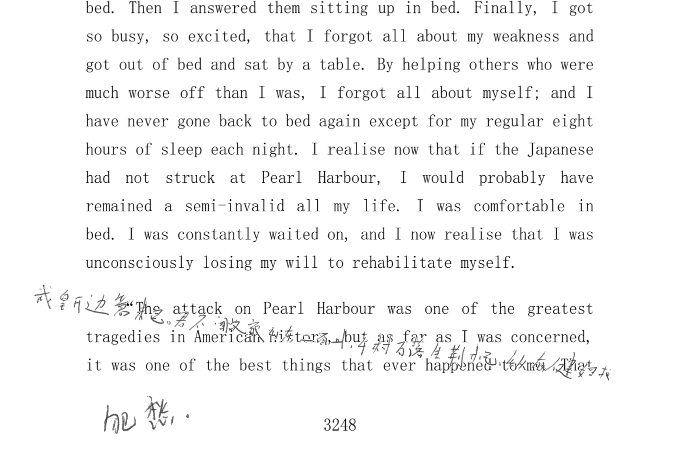 bed. Then I answered them sitting up in bed. Finally, I got
so busy, so excited, that I forgot all about my weakness and
got out of bed and sat by a table. By helping others who were
much worse off than I was, I forgot all about myself; and I
have never gone back to bed again except for my regular eight
hours of sleep each night. I realise now that if the Japanese
had not struck at Pearl Harbour, I would probably have
remained a semi-invalid all my life. I was comfortable in
bed. I was constantly waited on, and I now realise that I was
unconsciously losing my will to rehabilitate myself.
"The attack on Pearl Harbour was one of the greatest
tragedies in American history, but as far as I was concerned,
it was one of the best things that ever happened to me. That
3248